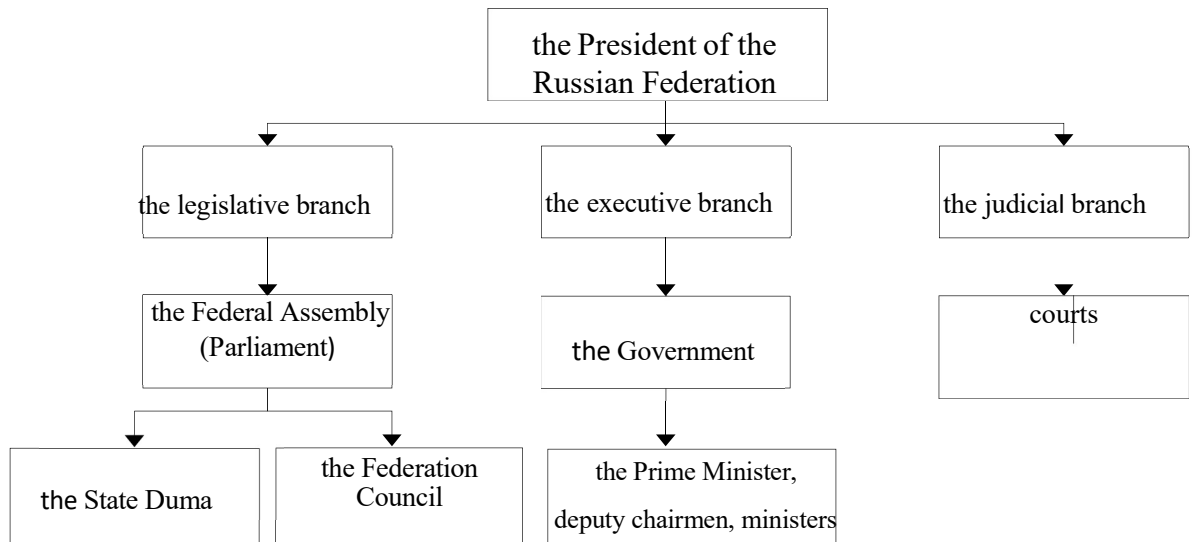 the President of the
Russian Federation
the legislative branch
the executive branch
the judicial branch
the Federal Assembly
(Parliament)
the Government
courts
the State Duma
the Federation
Council
the Prime Minister,
deputy chairmen, ministers